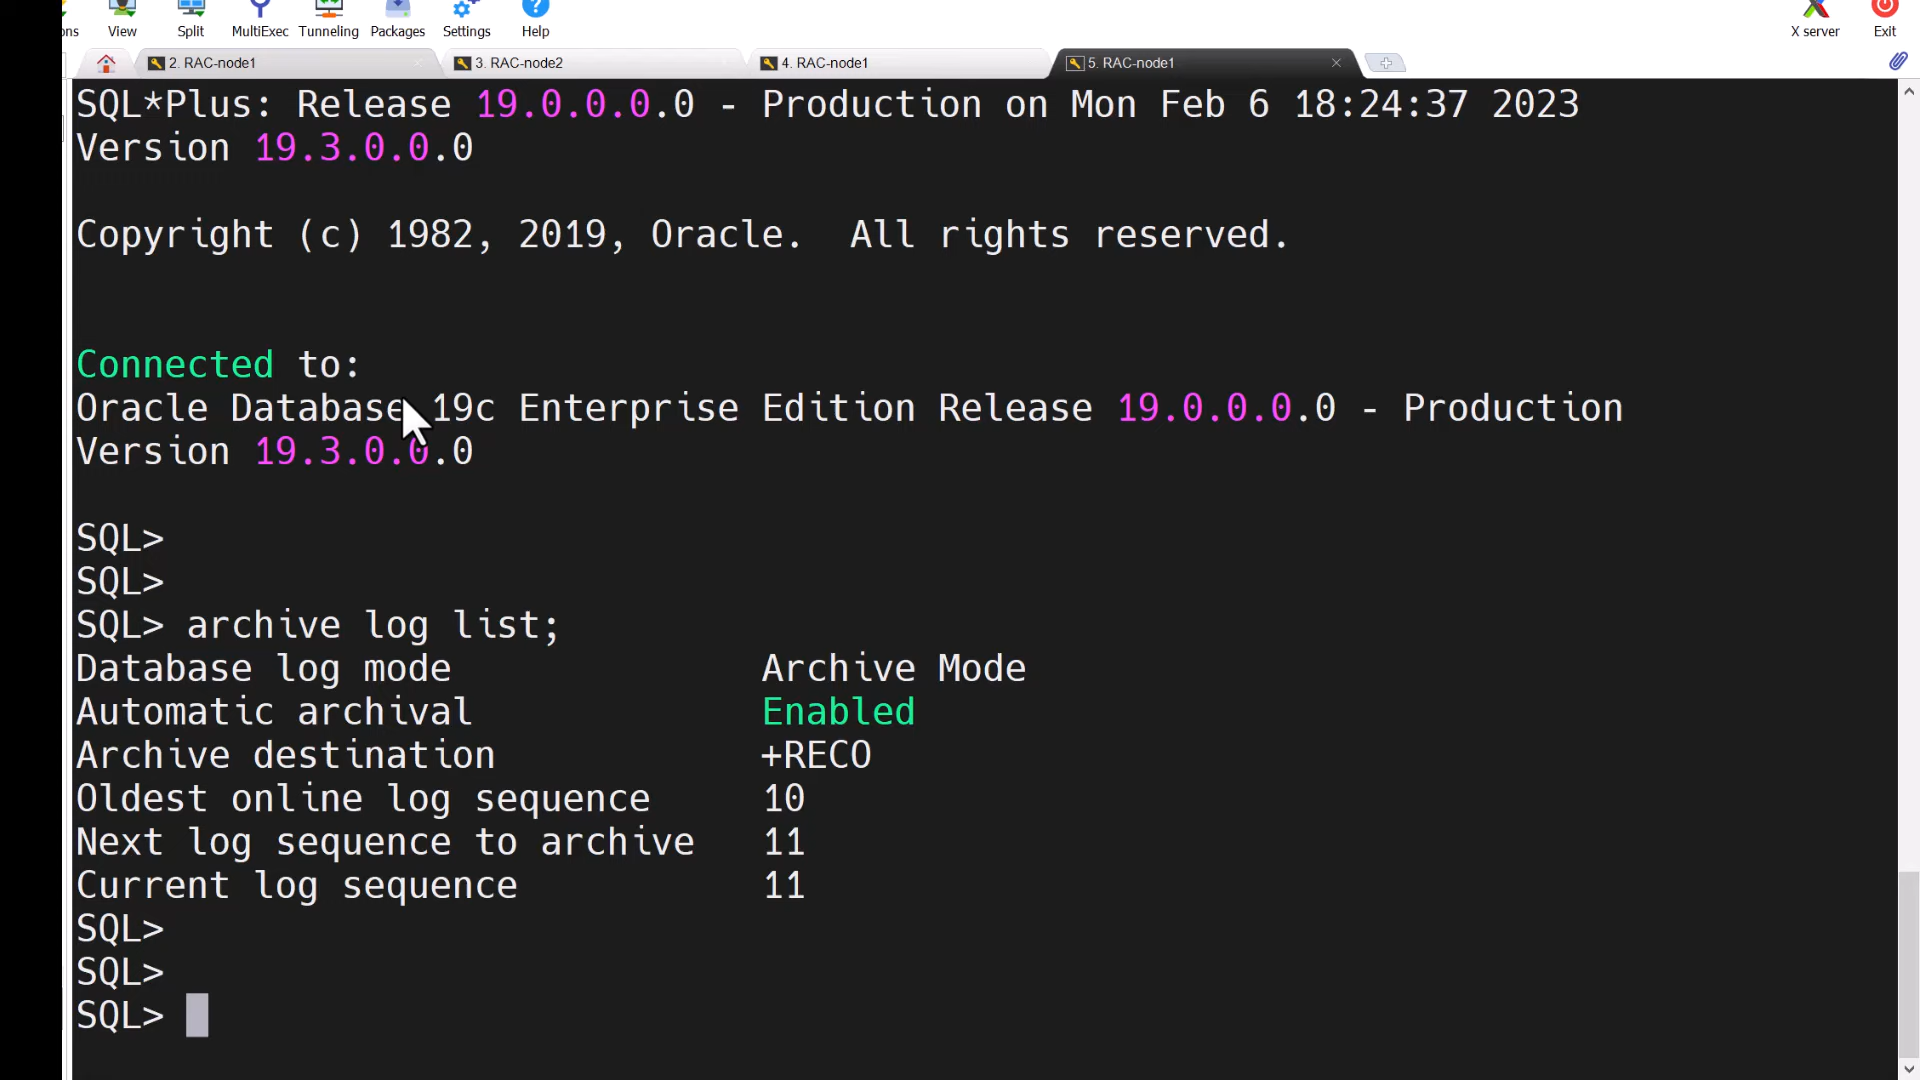 ons View Split MultiExec Tunneling Packages Settings Help X server Exit
2. RAC-node1 3. RAC-node2 4. RAC-node1 5. RAC-node1
SQL*Plus: Release 19.0.0.0.0 - Production on Mon Feb 6 18:24:37 2023
Version 19.3.0.0.0
Copyright (c) 1982, 2019, Oracle.  All rights reserved.
Connected to:
Oracle Database 19c Enterprise Edition Release 19.0.0.0.0 - Production
Version 19.3.0.0.0
SQL>
SQL>
SQL> archive log list;
Database log mode Archive Mode
Automatic archival Enabled
Archive destination +RECO
Oldest online log sequence 10
Next log sequence to archive 11
Current log sequence 11
SQL>
SQL>
SQL>